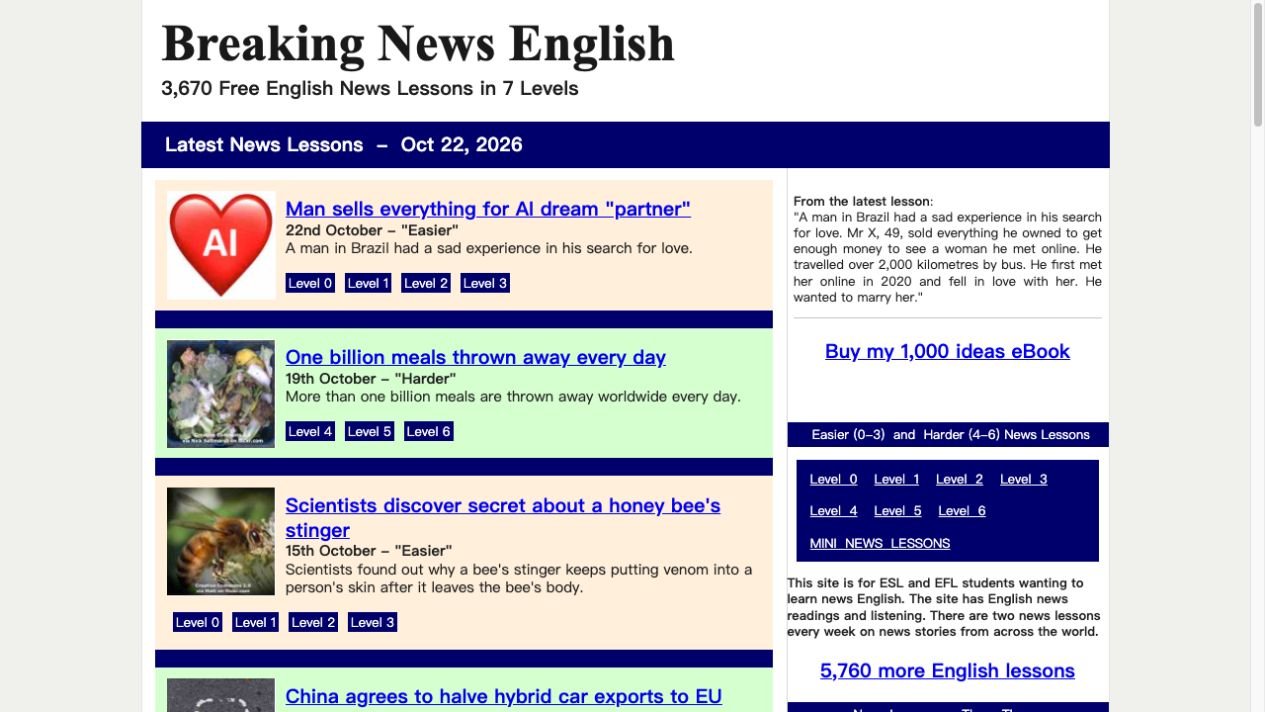 Breaking News English
3,670 Free English News Lessons in 7 Levels
Latest News Lessons – Oct 22, 2026
AI
Man sells everything for AI dream "partner"
22nd October – "Easier"
A man in Brazil had a sad experience in his search for love.
Level 0 Level 1 Level 2 Level 3
One billion meals thrown away every day
19th October – "Harder"
More than one billion meals are thrown away worldwide every day.
Level 4 Level 5 Level 6
Scientists discover secret about a honey bee's
stinger
15th October – "Easier"
Scientists found out why a bee's stinger keeps putting venom into a
person's skin after it leaves the bee's body.
Level 0 Level 1 Level 2 Level 3
China agrees to halve hybrid car exports to EU
From the latest lesson:
"A man in Brazil had a sad experience in his search
for love. Mr X, 49, sold everything he owned to get
enough money to see a woman he met online. He
travelled over 2,000 kilometres by bus. He first met
her online in 2020 and fell in love with her. He
wanted to marry her."
Buy my 1,000 ideas eBook
Easier (0–3) and Harder (4–6) News Lessons
Level 0 Level 1 Level 2 Level 3
Level 4 Level 5 Level 6
MINI NEWS LESSONS
This site is for ESL and EFL students wanting to
learn news English. The site has English news
readings and listening. There are two news lessons
every week on news stories from across the world.
5,760 more English lessons